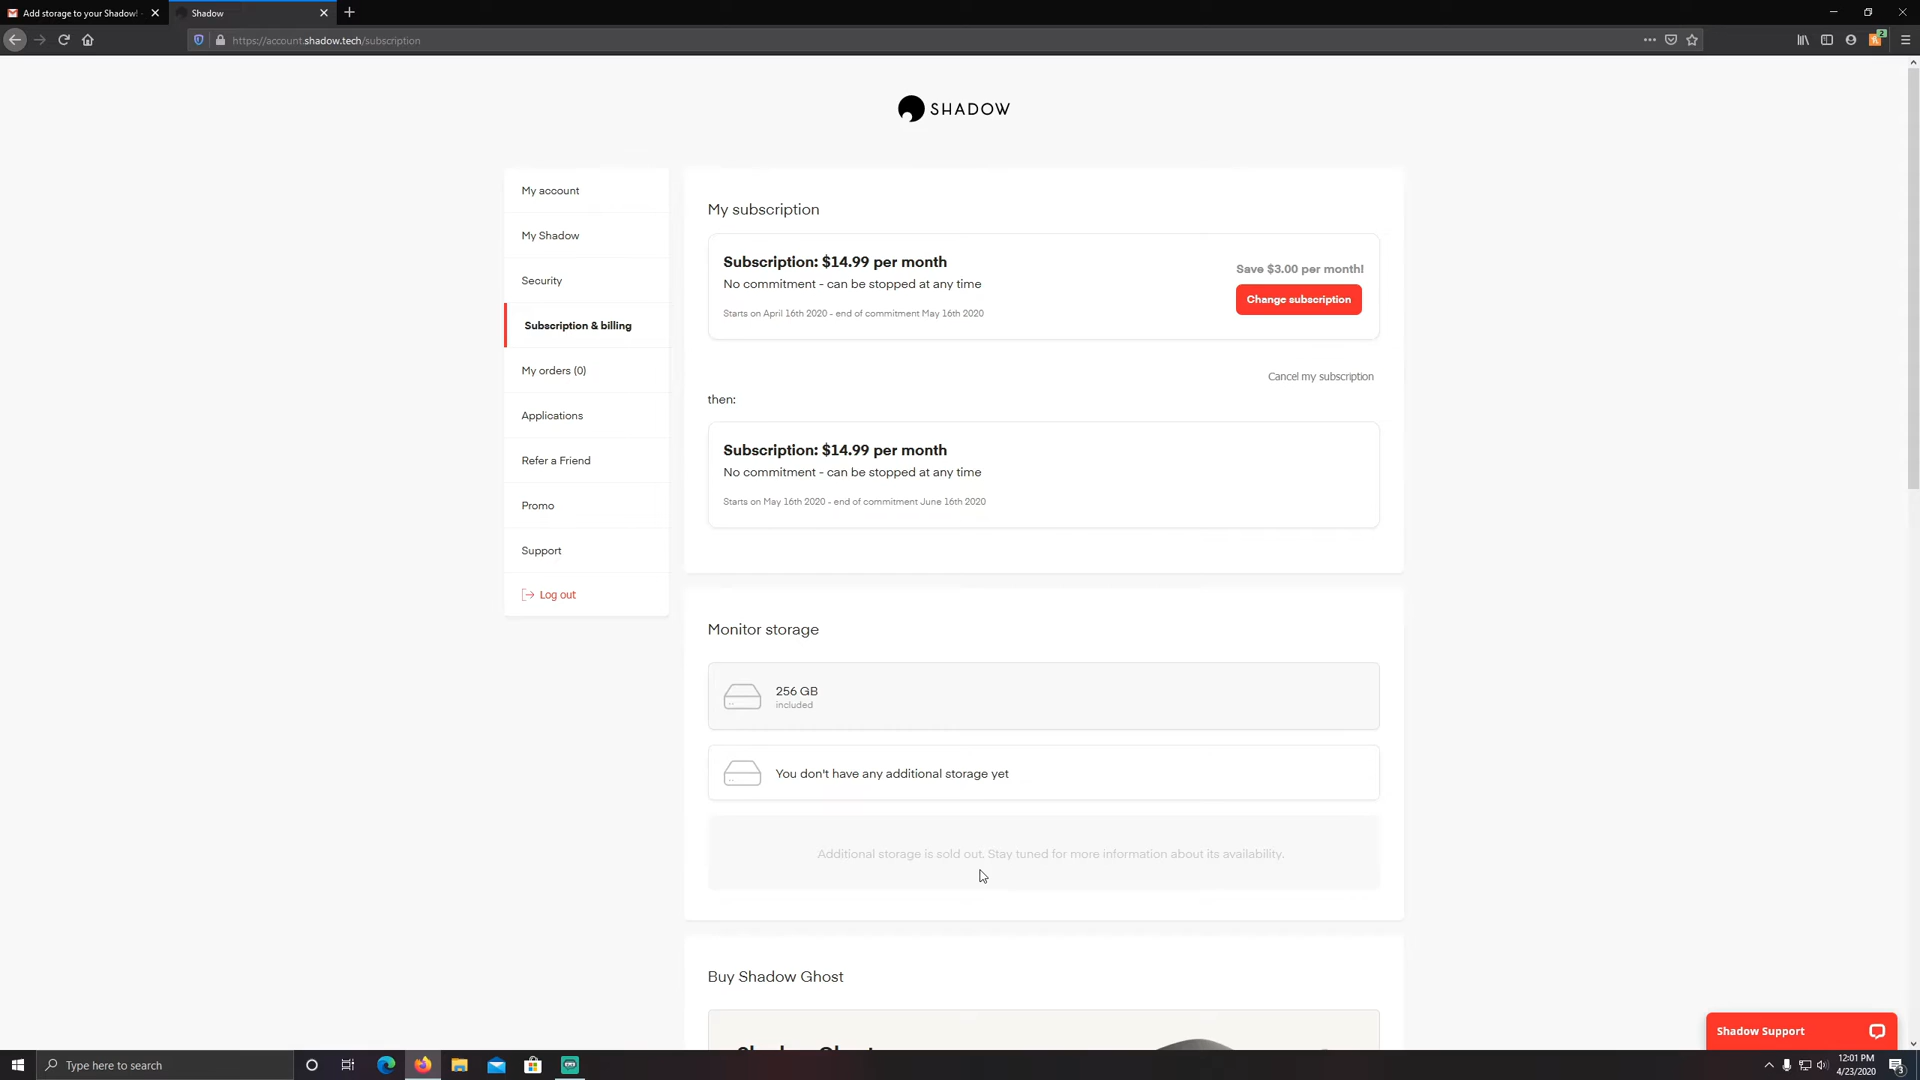 Add storage to your Shadow! -
Shadow
https://account.shadow.tech/subscription
2
SHADOW
My account
My Shadow
Security
Subscription & billing
My orders (0)
Applications
Refer a Friend
Promo
Support
Log out
My subscription
Subscription: $14.99 per month
No commitment - can be stopped at any time
Starts on April 16th 2020 - end of commitment May 16th 2020
Save $3.00 per month!
Change subscription
Cancel my subscription
then:
Subscription: $14.99 per month
No commitment - can be stopped at any time
Starts on May 16th 2020 - end of commitment June 16th 2020
Monitor storage
256 GB
included
You don't have any additional storage yet
Additional storage is sold out. Stay tuned for more information about its availability.
Buy Shadow Ghost
Shadow Ghost
Shadow Support
Type here to search
12:01 PM
4/23/2020
3